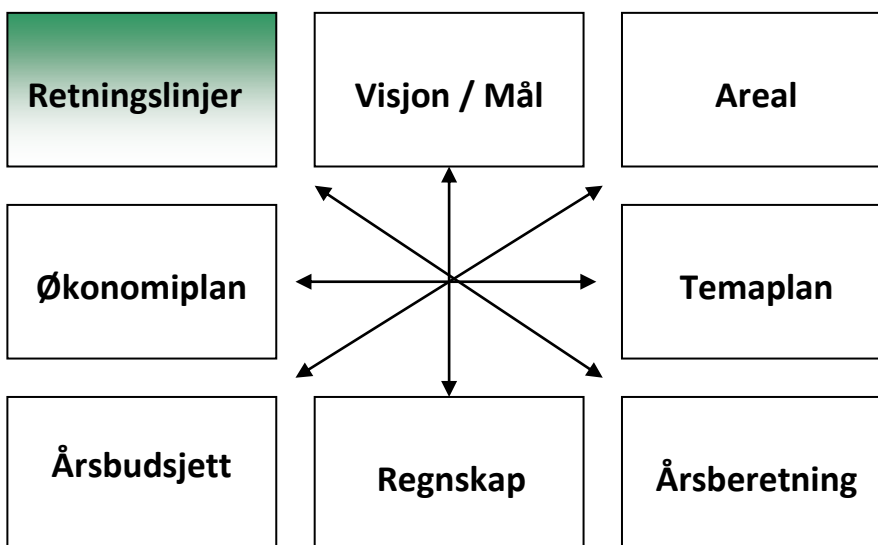 Retningslinjer
Visjon / Mål
Areal
Økonomiplan
Temaplan
Årsbudsjett
Regnskap
Årsberetning